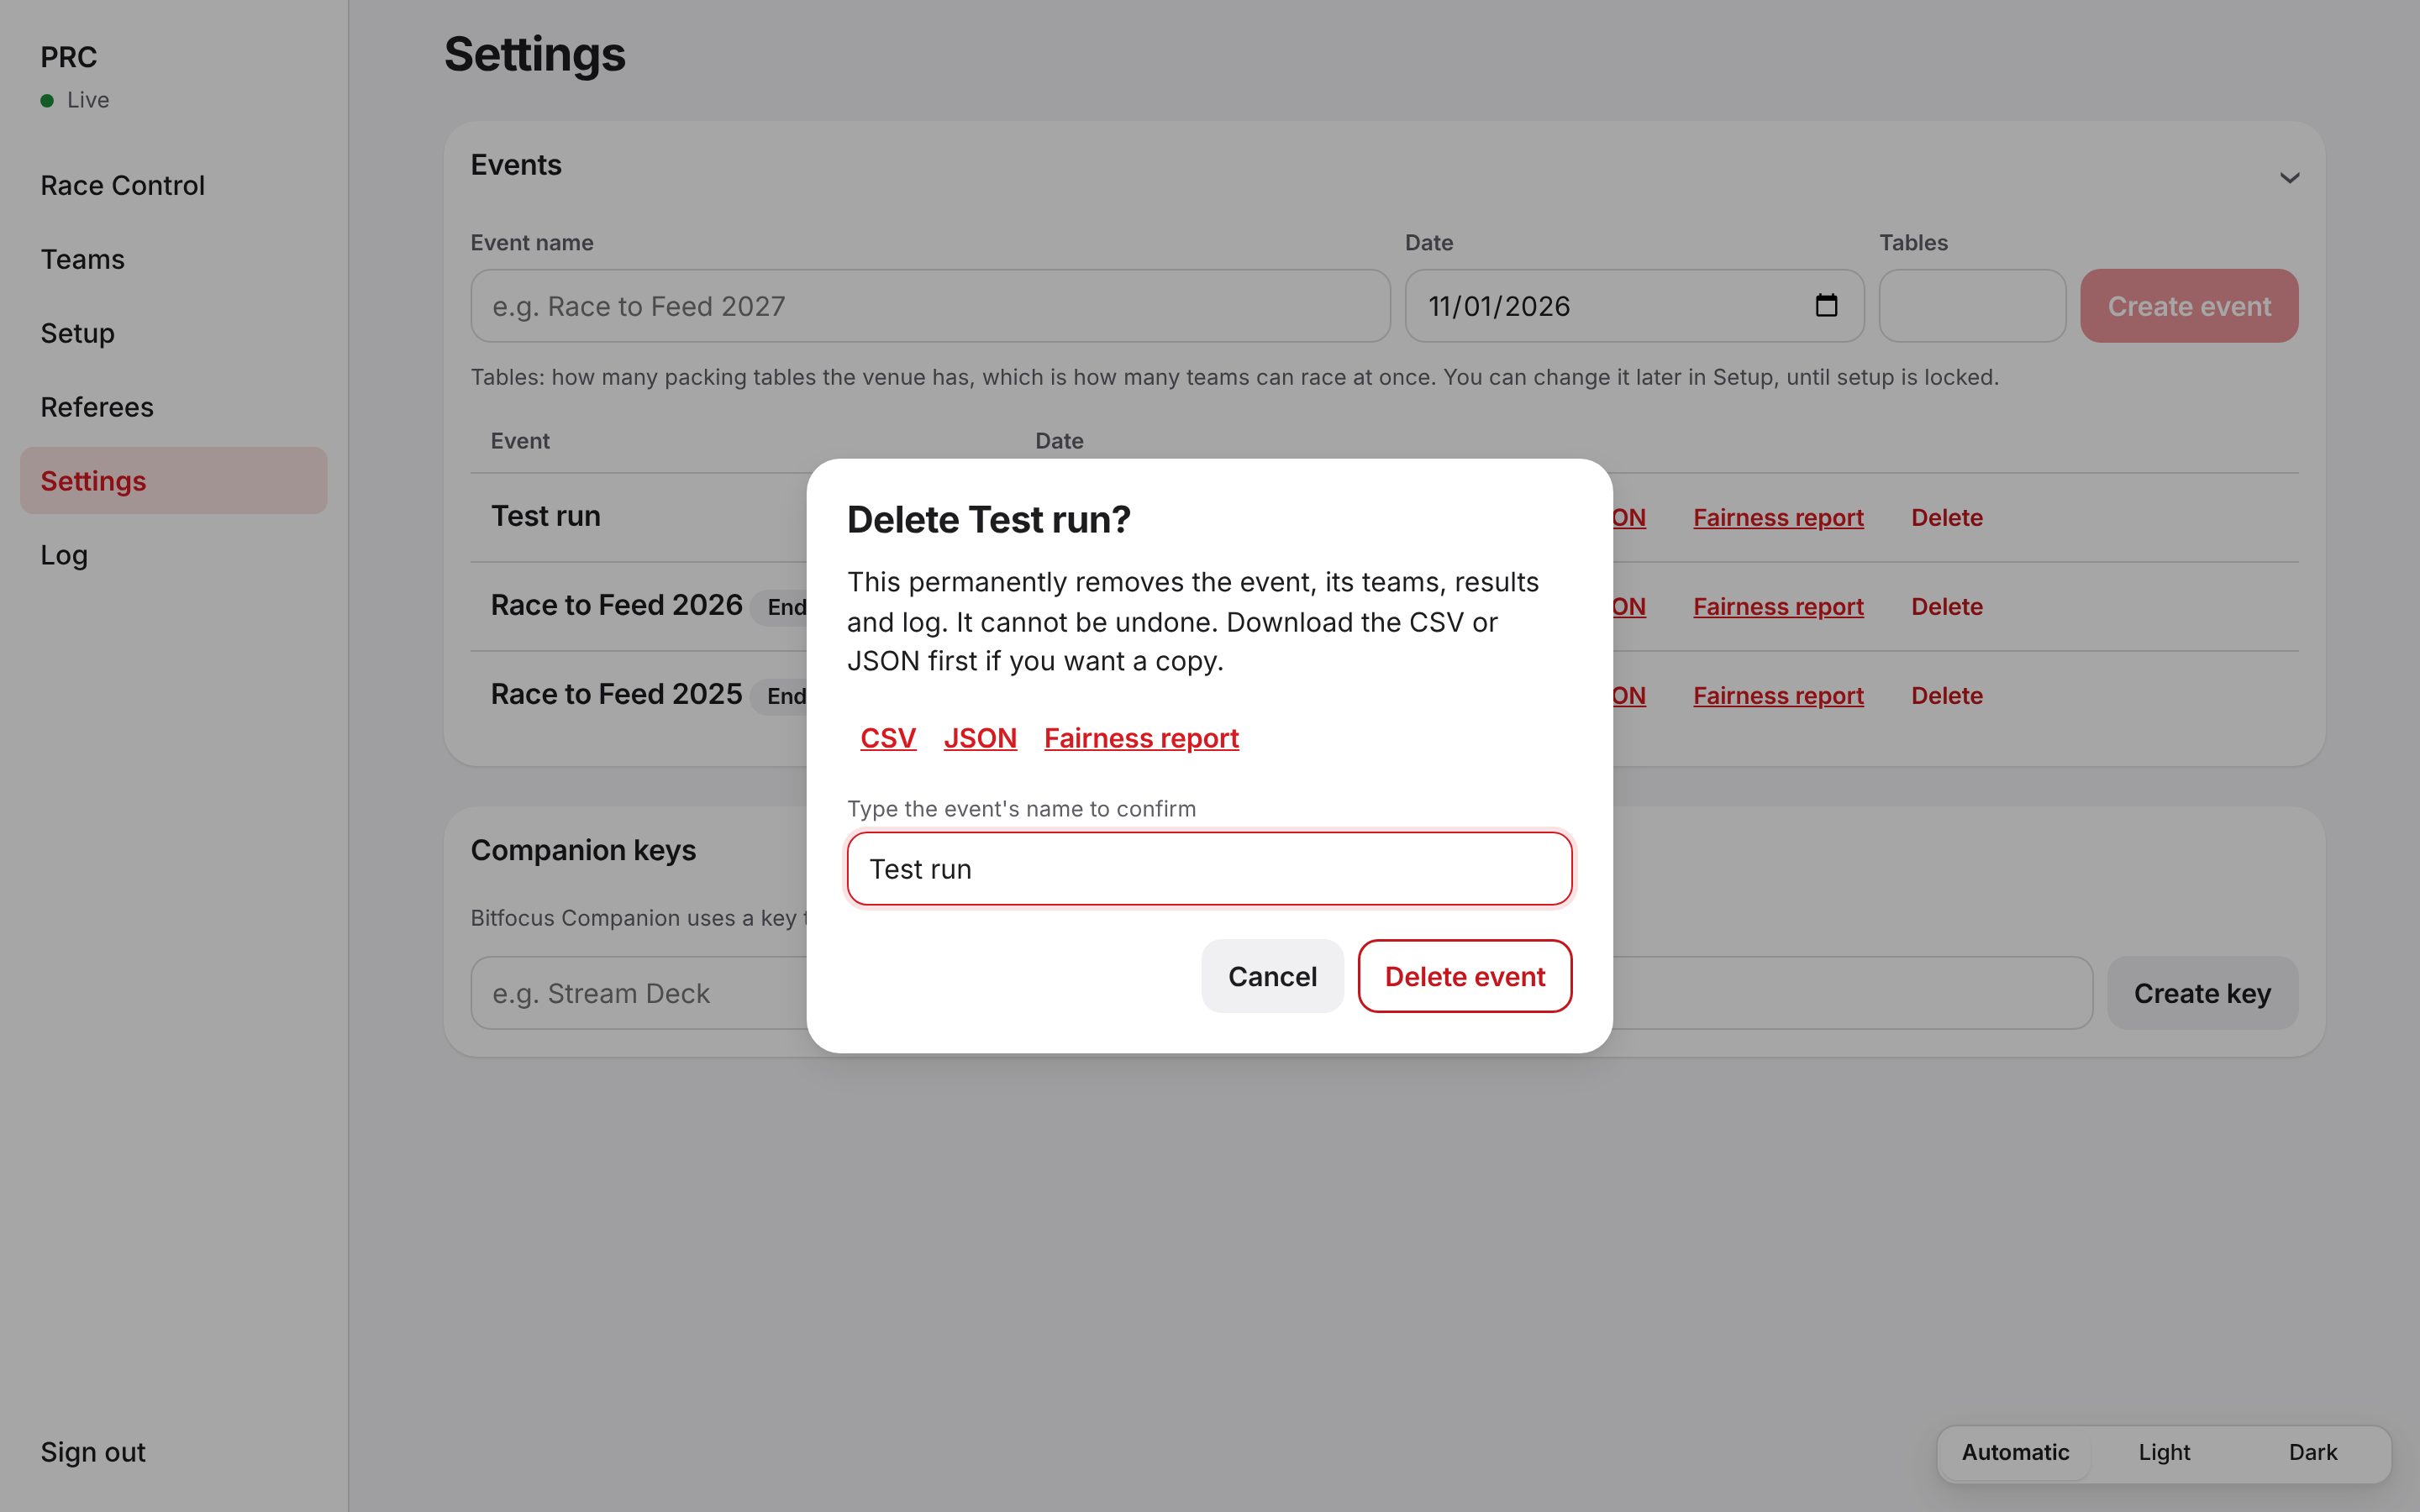 PRC
Live
Race Control
Teams
Setup
Referees
Settings
Log
Sign out
Settings
Events
Event name
Date
Tables
e.g. Race to Feed 2027
11/01/2026
Create event
Tables: how many packing tables the venue has, which is how many teams can race at once. You can change it later in Setup, until setup is locked.
Event Date
Test run ON Fairness report Delete
Race to Feed 2026 End ON Fairness report Delete
Race to Feed 2025 End ON Fairness report Delete
Companion keys
Bitfocus Companion uses a key
e.g. Stream Deck
Create key
Delete Test run?
This permanently removes the event, its teams, results
and log. It cannot be undone. Download the CSV or
JSON first if you want a copy.
CSV JSON Fairness report
Type the event's name to confirm
Test run
Cancel Delete event
Automatic Light Dark